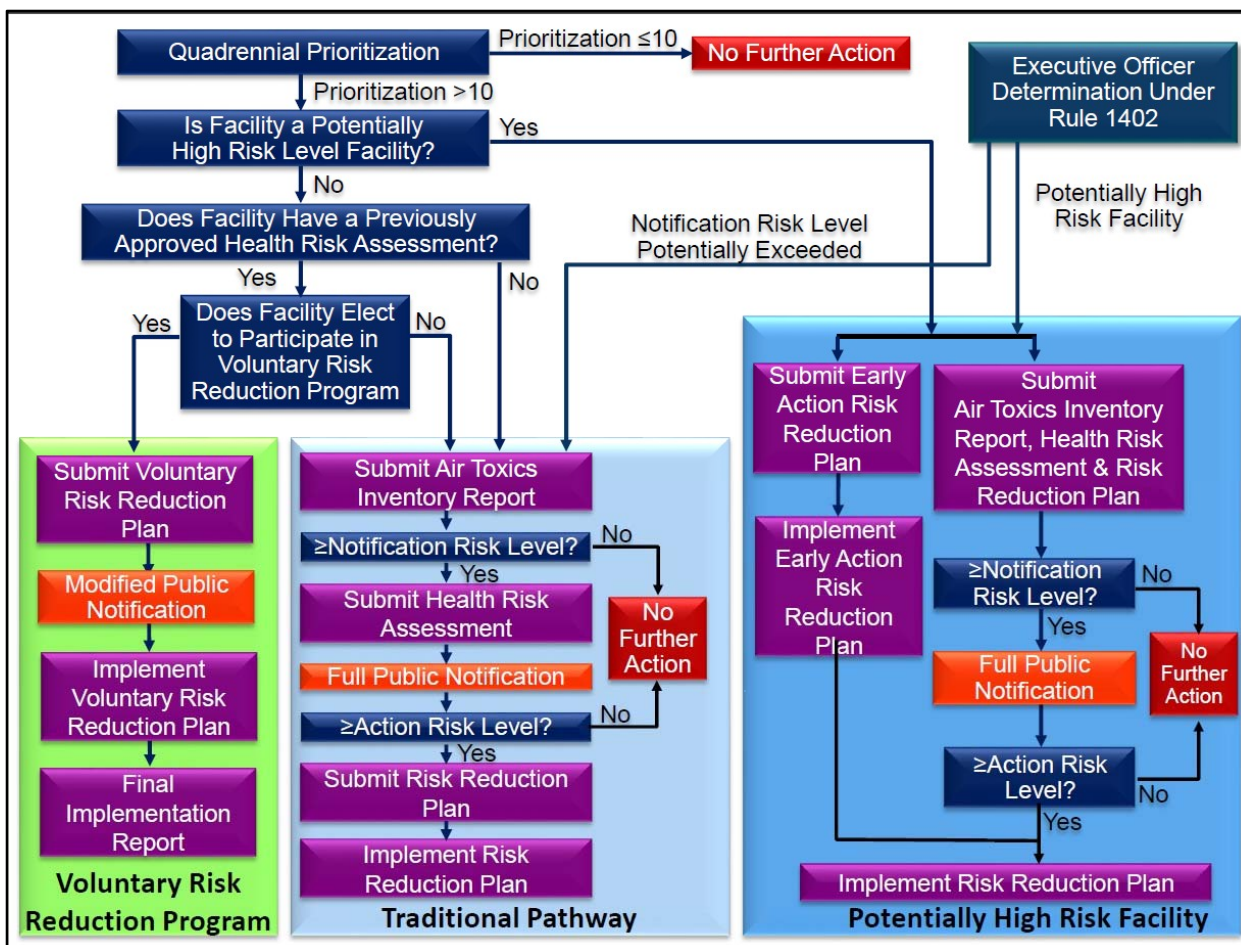 Quadrennial Prioritization
Prioritization ≤10
No Further Action
Executive Officer
Determination Under
Rule 1402
Prioritization >10
Is Facility a Potentially
High Risk Level Facility?
Yes
No
Potentially High
Risk Facility
Does Facility Have a Previously
Approved Health Risk Assessment?
Notification Risk Level
Potentially Exceeded
Yes
No
Does Facility Elect
to Participate in
Voluntary Risk
Reduction Program
Yes
No
Submit Voluntary
Risk Reduction
Plan
Modified Public
Notification
Implement
Voluntary Risk
Reduction Plan
Final
Implementation
Report
Voluntary Risk
Reduction Program
Submit Air Toxics
Inventory Report
≥Notification Risk Level?
No
Yes
Submit Health Risk
Assessment
No
Further
Action
Full Public Notification
≥Action Risk Level?
No
Yes
Submit Risk Reduction
Plan
Implement Risk
Reduction Plan
Traditional Pathway
Submit Early
Action Risk
Reduction
Plan
Implement
Early Action
Risk
Reduction
Plan
Submit
Air Toxics Inventory
Report, Health Risk
Assessment & Risk
Reduction Plan
≥Notification
Risk Level?
No
Yes
Full Public
Notification
No
Further
Action
≥Action Risk
Level?
No
Yes
Implement Risk Reduction Plan
Potentially High Risk Facility